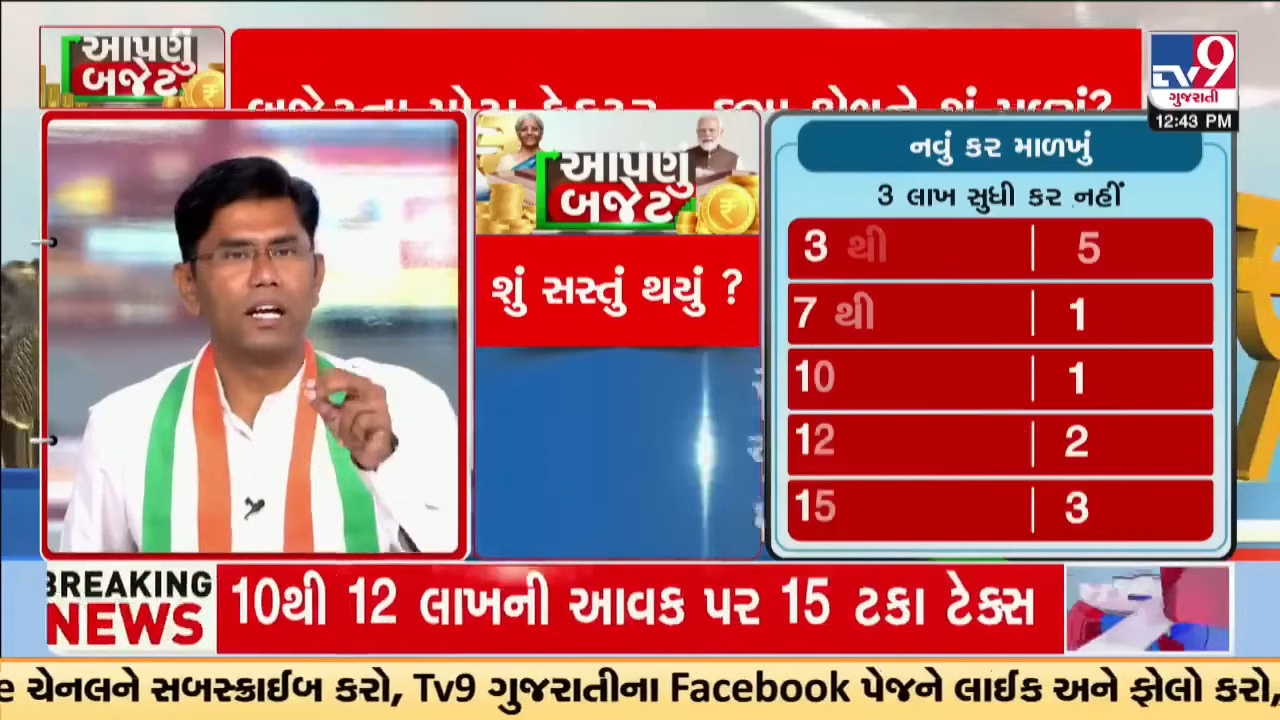 આપણું
બજેટ
TV9
ગુજરાતી
12:43 PM
આપણું
બજેટ
શું સસ્તું થયું ?
નવું કર માળખું
3 લાખ સુધી કર નહીં
3 થી 5
7 થી 1
10 1
12 2
15 3
BREAKING
NEWS
10થી 12 લાખની આવક પર 15 ટકા ટેક્સ
e ચેનલને સબસ્ક્રાઈબ કરો, Tv9 ગુજરાતીના Facebook પેજને લાઈક અને ફોલો કરો,